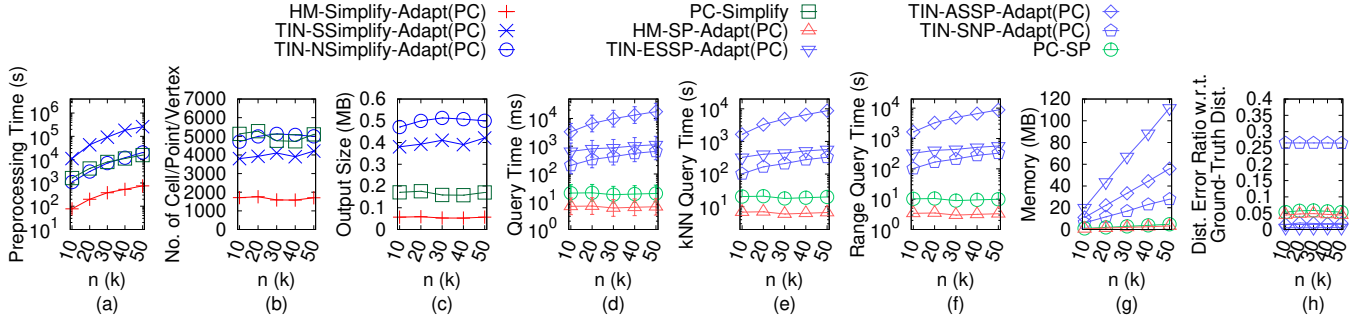 HM-Simplify-Adapt(PC)
TIN-SSimplify-Adapt(PC)
TIN-NSimplify-Adapt(PC)
PC-Simplify
HM-SP-Adapt(PC)
TIN-ESSP-Adapt(PC)
TIN-ASSP-Adapt(PC)
TIN-SNP-Adapt(PC)
PC-SP
Preprocessing Time (s)
10^6
10^5
10^4
10^3
10^2
10^1
10 20 30 40 50
n (k)
(a)
No. of Cell/Point/Vertex
7000
6000
5000
4000
3000
2000
1000
0
10 20 30 40 50
n (k)
(b)
Output Size (MB)
0.6
0.5
0.4
0.3
0.2
0.1
0
10 20 30 40 50
n (k)
(c)
Query Time (ms)
10^4
10^3
10^2
10^1
10^0
10 20 30 40 50
n (k)
(d)
kNN Query Time (s)
10^4
10^3
10^2
10^1
10 20 30 40 50
n (k)
(e)
Range Query Time (s)
10^4
10^3
10^2
10^1
10^0
10 20 30 40 50
n (k)
(f)
Memory (MB)
120
100
80
60
40
20
0
10 20 30 40 50
n (k)
(g)
Dist. Error Ratio w.r.t.
Ground-Truth Dist.
0.4
0.35
0.3
0.25
0.2
0.15
0.1
0.05
0
10 20 30 40 50
n (k)
(h)